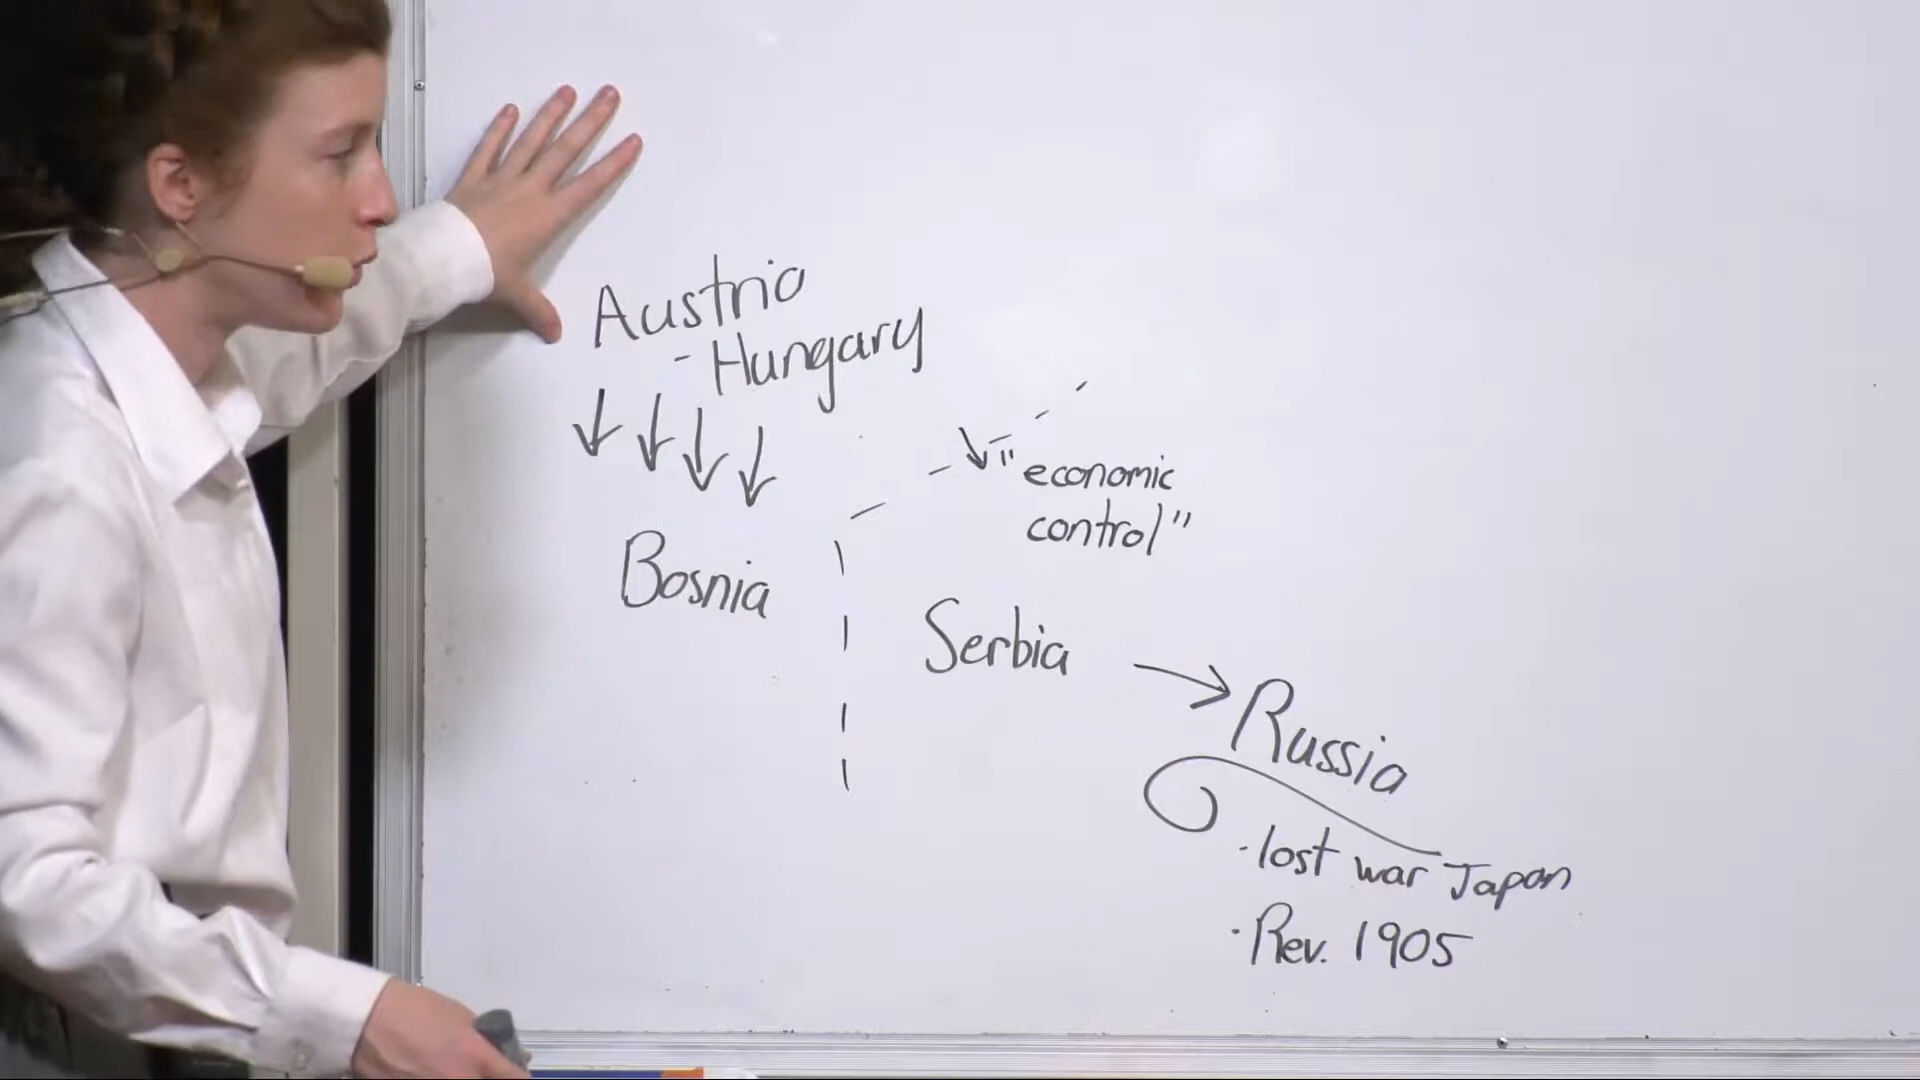 Austria
-Hungary
"economic
control"
Bosnia
Serbia
Russia
· lost war Japan
· Rev. 1905